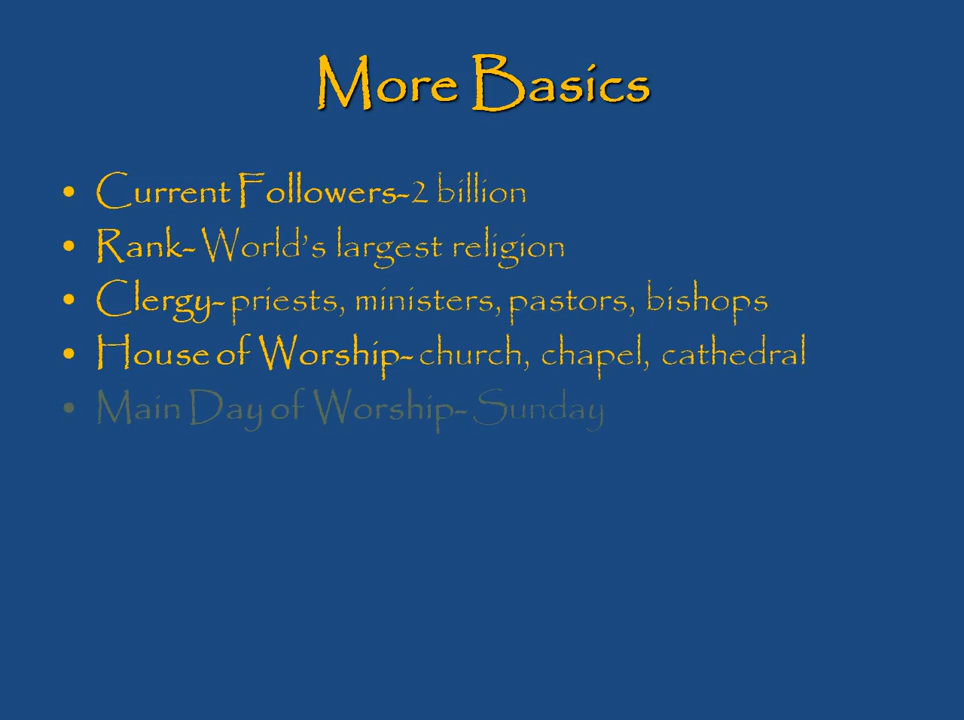 More Basics
• Current Followers-2 billion
• Rank- World's largest religion
• Clergy- priests, ministers, pastors, bishops
• House of Worship- church, chapel, cathedral
• Main Day of Worship- Sunday